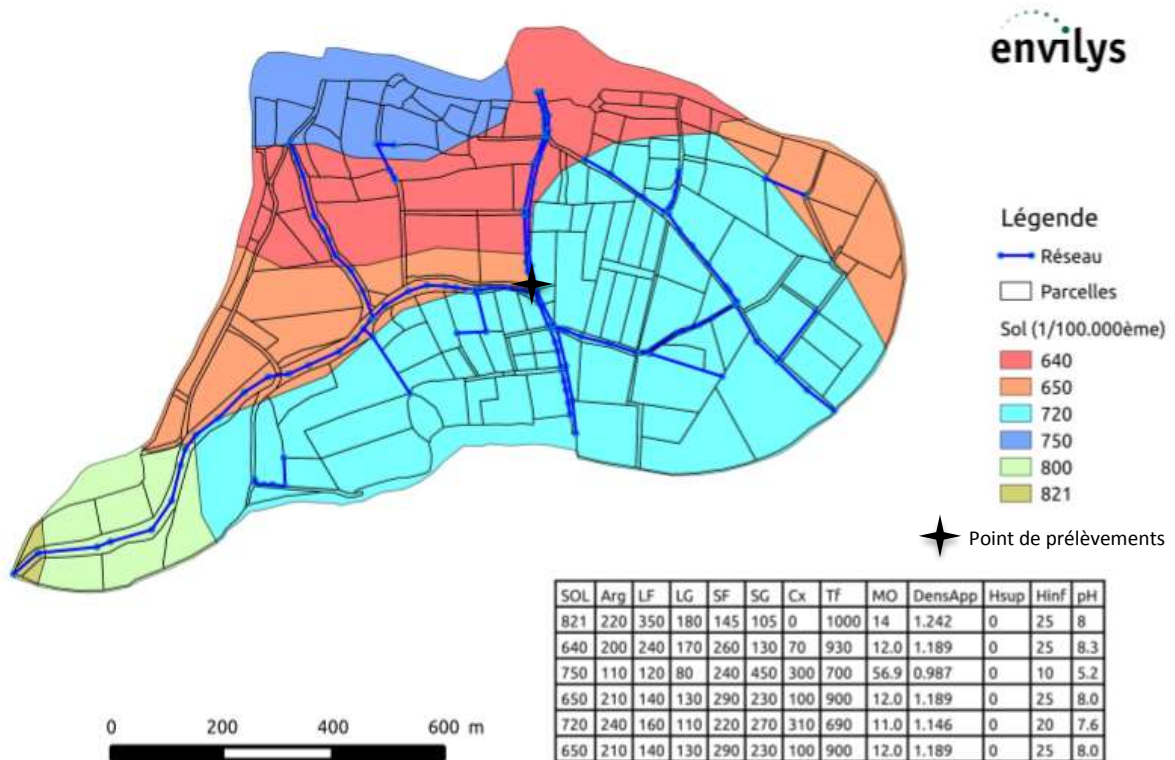 envilys
Légende
Réseau
Parcelles
Sol (1/100.000ème)
640
650
720
750
800
821
Point de prélèvements
SOL Arg LF LG SF SG Cx Tf MO DensApp Hsup Hinf pH
821 220 350 180 145 105 0 1000 14 1.242 0 25 8
640 200 240 170 260 130 70 930 12.0 1.189 0 25 8.3
750 110 120 80 240 450 300 700 56.9 0.987 0 10 5.2
650 210 140 130 290 230 100 900 12.0 1.189 0 25 8.0
720 240 160 110 220 270 310 690 11.0 1.146 0 20 7.6
650 210 140 130 290 230 100 900 12.0 1.189 0 25 8.0
0 200 400 600 m